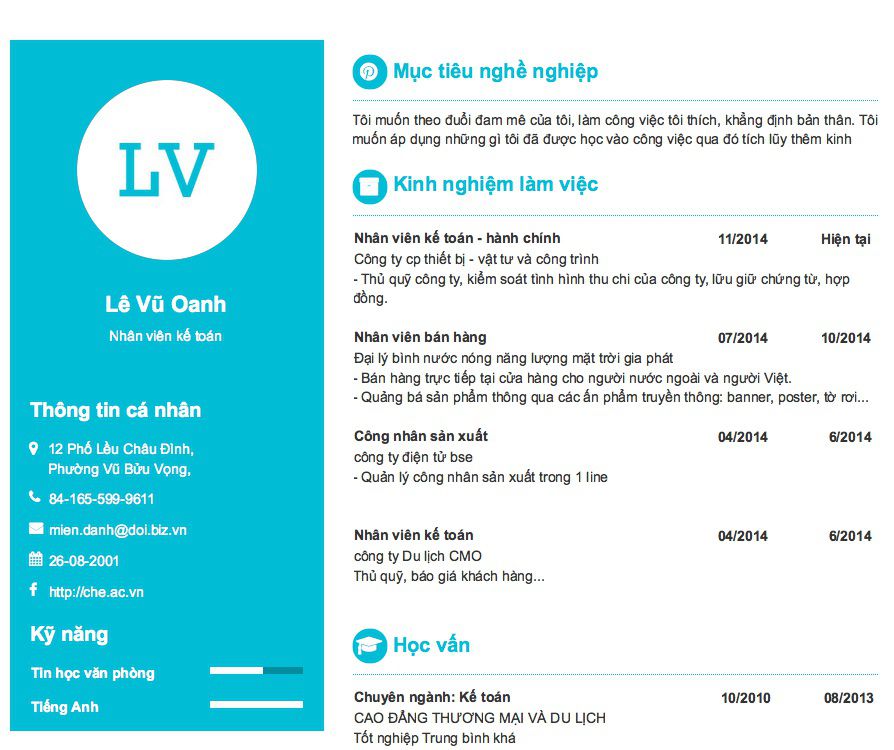 LV
Lê Vũ Oanh
Nhân viên kế toán
Thông tin cá nhân
12 Phố Lều Châu Đình,
Phường Vũ Bửu Vọng,
84-165-599-9611
mien.danh@doi.biz.vn
26-08-2001
http://che.ac.vn
Kỹ năng
Tin học văn phòng
Tiếng Anh
Mục tiêu nghề nghiệp
Tôi muốn theo đuổi đam mê của tôi, làm công việc tôi thích, khẳng định bản thân. Tôi
muốn áp dụng những gì tôi đã được học vào công việc qua đó tích lũy thêm kinh
Kinh nghiệm làm việc
Nhân viên kế toán - hành chính 11/2014 Hiện tại
Công ty cp thiết bị - vật tư và công trình
- Thủ quỹ công ty, kiểm soát tình hình thu chi của công ty, lữu giữ chứng từ, hợp
đồng.
Nhân viên bán hàng 07/2014 10/2014
Đại lý bình nước nóng năng lượng mặt trời gia phát
- Bán hàng trực tiếp tại cửa hàng cho người nước ngoài và người Việt.
- Quảng bá sản phẩm thông qua các ấn phẩm truyền thông: banner, poster, tờ rơi...
Công nhân sản xuất 04/2014 6/2014
công ty điện tử bse
- Quản lý công nhân sản xuất trong 1 line
Nhân viên kế toán 04/2014 6/2014
công ty Du lịch CMO
Thủ quỹ, báo giá khách hàng...
Học vấn
Chuyên ngành: Kế toán 10/2010 08/2013
CAO ĐẲNG THƯƠNG MẠI VÀ DU LỊCH
Tốt nghiệp Trung bình khá